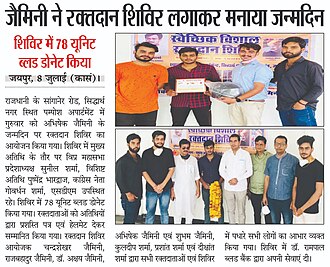 जैमिनी ने रक्तदान शिविर लगाकर मनाया जन्मदिन
शिविर में 78 यूनिट
ब्लड डोनेट किया
जयपुर, 8 जुलाई (कासं)।
राजधानी के सांगानेर रोड, सिद्धार्थ
नगर स्थित पम्पोश अपार्टमेंट में
गुरुवार को अभिषेक जैमिनी के
जन्मदिन पर रक्तदान शिविर का
आयोजन किया गया। शिविर में मुख्य
अतिथि के तौर पर विप्र महासभा
प्रदेशाध्यक्ष सुनील शर्मा, विशिष्ट
अतिथि पुष्पेंद्र भारद्वाज, कांग्रेस नेता
गोवर्धन शर्मा, एसडीएम उपस्थित
रहे। शिविर में 78 यूनिट ब्लड डोनेट
किया गया। रक्तदाताओं को अतिथियों
द्वारा प्रशस्ति पत्र एवं हेलमेट देकर
सम्मानित किया गया। रक्तदान शिविर
आयोजक चन्द्रशेखर जैमिनी,
राजबहादुर जैमिनी, डॉ. अक्षय जैमिनी,
स्वैच्छिक विशाल
रक्तदान शिविर
अभिषेक जैमिनी एवं शुभम जैमिनी,
कुलदीप शर्मा, प्रशांत शर्मा एवं दीक्षांत
शर्मा द्वारा सभी रक्तदाताओं एवं शिविर
में पधारे सभी लोगों का आभार व्यक्त
किया गया। शिविर में डॉ. रामपाल
ब्लड बैंक द्वारा अपनी सेवाएं दी।